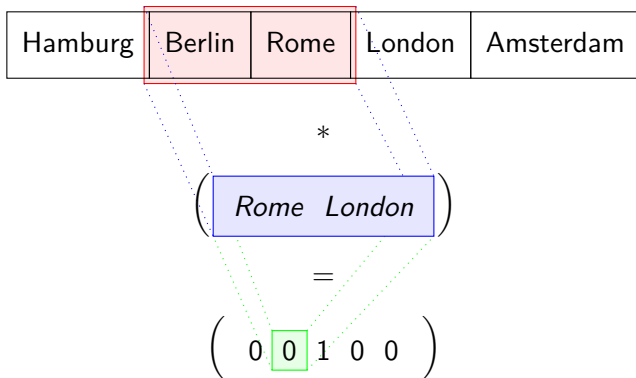 Hamburg Berlin Rome London Amsterdam
*
( Rome London )
=
( 0 0 1 0 0 )